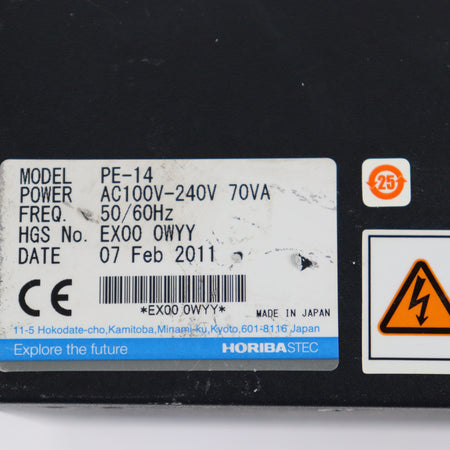 MODEL PE-14
POWER AC100V-240V 70VA
FREQ. 50/60Hz
HGS No. EX00 0WYY
DATE 07 Feb 2011
CE
*EX00 0WYY*
MADE IN JAPAN
11-5 Hokodate-cho,Kamitoba,Minami-ku,Kyoto,601-8116 Japan
Explore the future HORIBASTEC
25